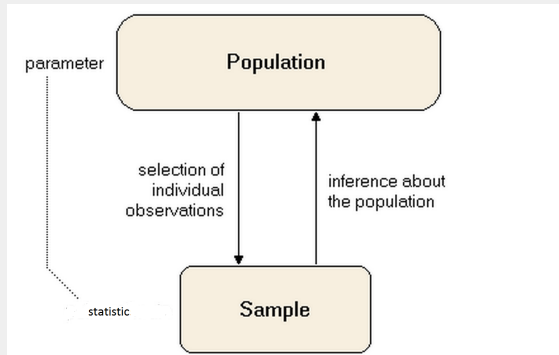 Population
parameter
selection of
individual
observations
inference about
the population
statistic
Sample